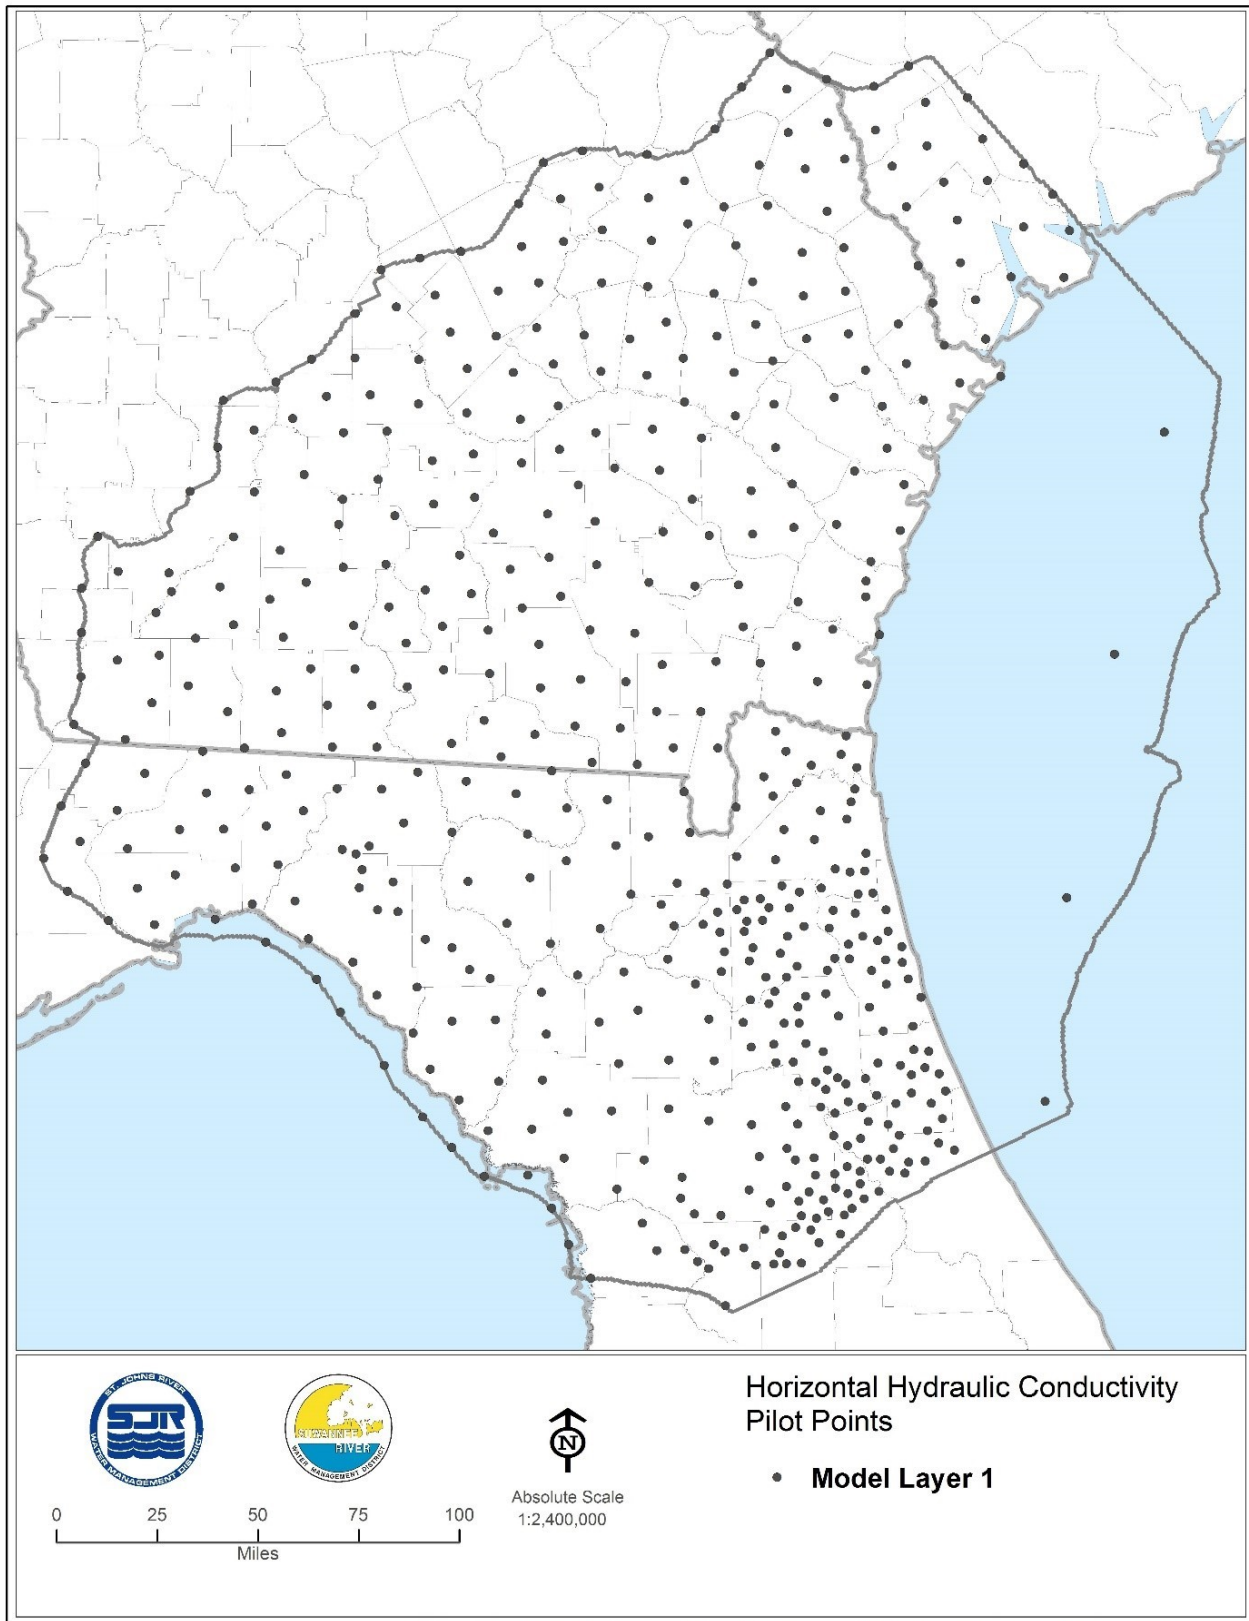 ST. JOHNS RIVER
SJR
WATER MANAGEMENT DISTRICT
SUWANNEE
RIVER
WATER MANAGEMENT DISTRICT
N
Absolute Scale
1:2,400,000
0 25 50 75 100
Miles
Horizontal Hydraulic Conductivity
Pilot Points
Model Layer 1